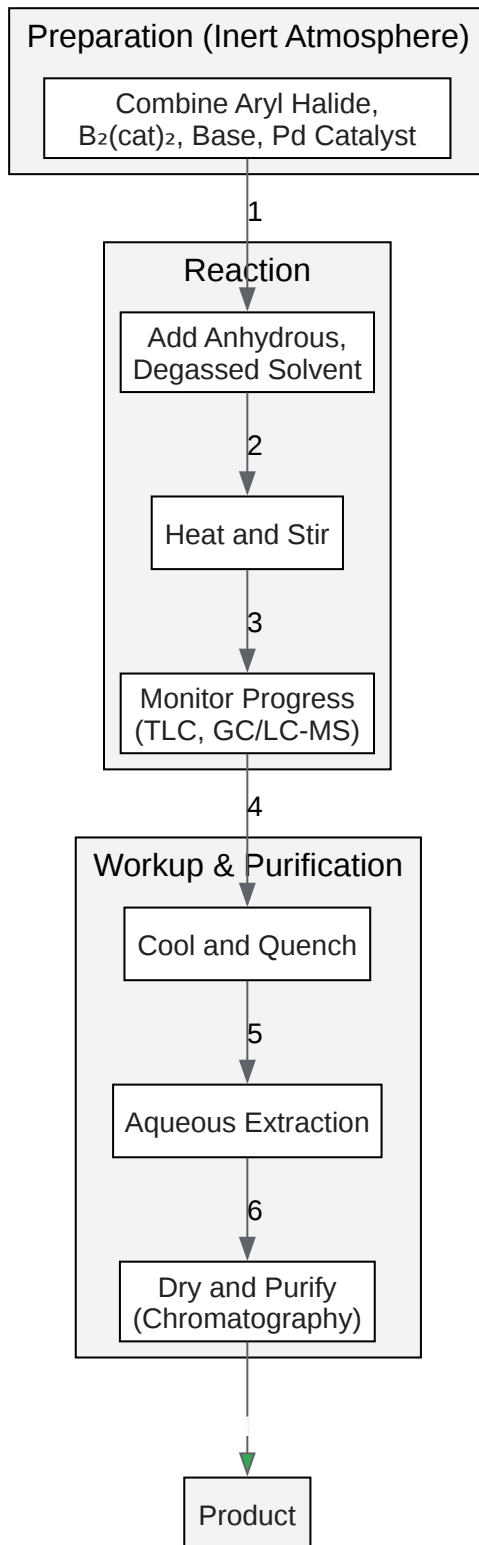 Preparation (Inert Atmosphere)
Combine Aryl Halide,
B₂(cat)₂, Base, Pd Catalyst
1
Reaction
Add Anhydrous,
Degassed Solvent
2
Heat and Stir
3
Monitor Progress
(TLC, GC/LC-MS)
4
Workup & Purification
Cool and Quench
5
Aqueous Extraction
6
Dry and Purify
(Chromatography)
Product